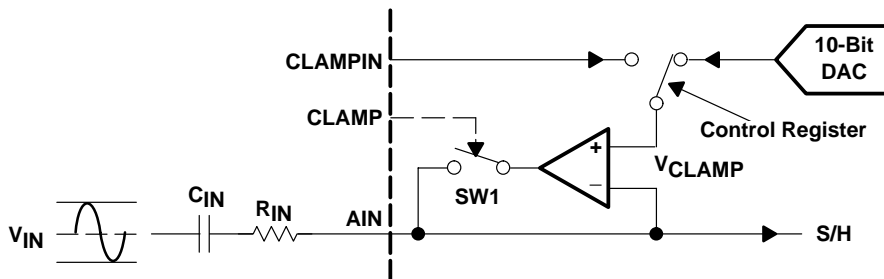 10-Bit
DAC
CLAMPIN
CLAMP
Control Register
+
VCLAMP
−
SW1
CIN
RIN
AIN
VIN
S/H